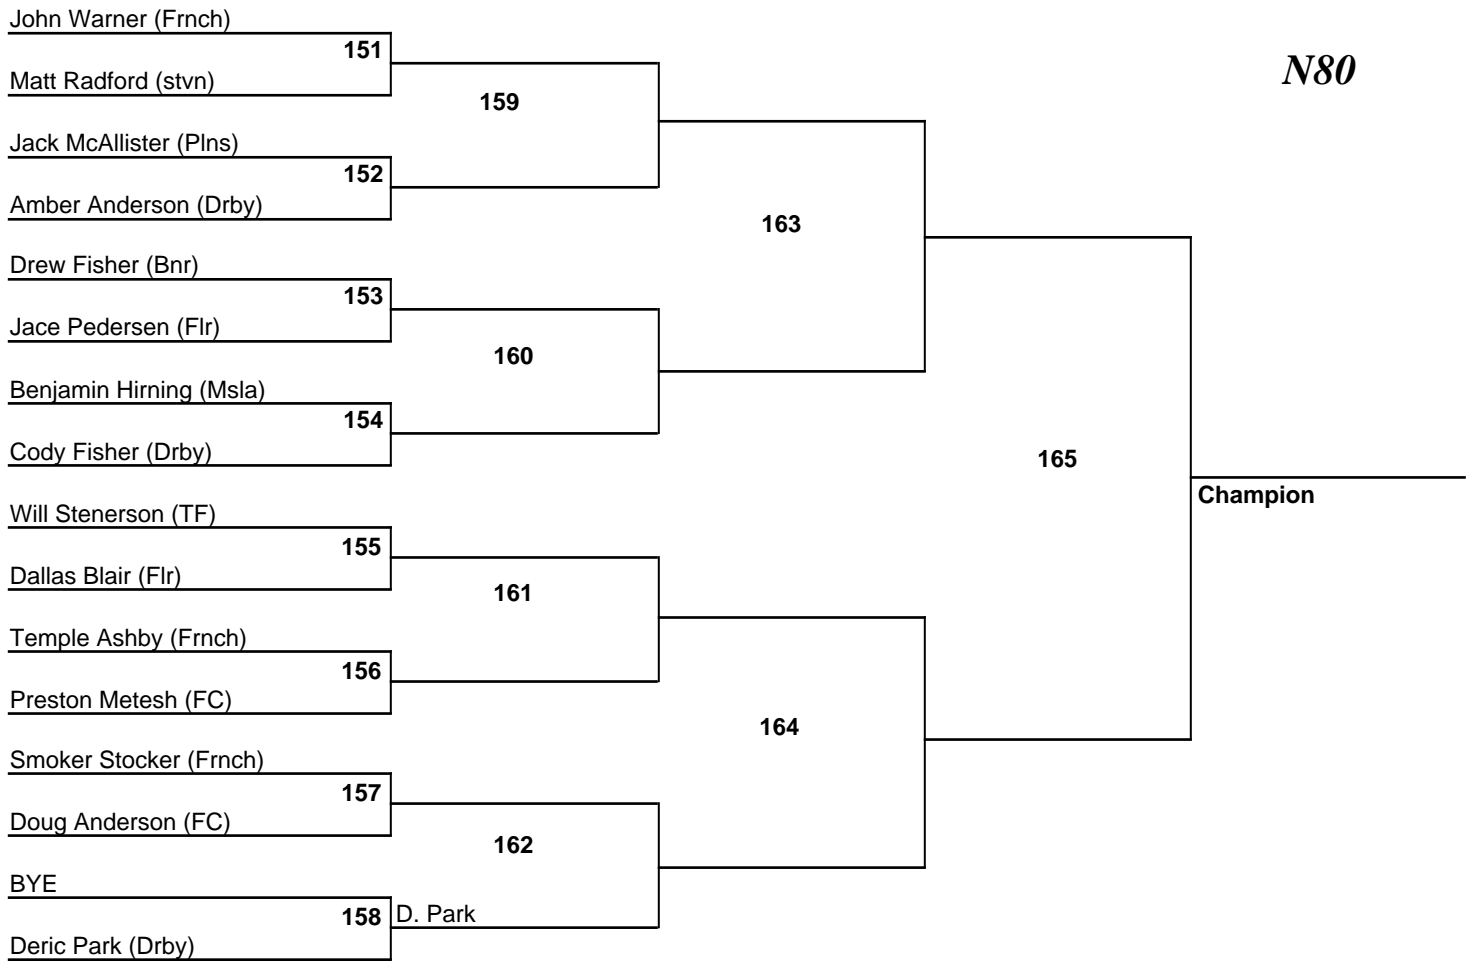 John Warner (Frnch)
151
N80
Matt Radford (stvn)
159
Jack McAllister (Plns)
152
Amber Anderson (Drby)
163
Drew Fisher (Bnr)
153
Jace Pedersen (Flr)
160
Benjamin Hirning (Msla)
154
Cody Fisher (Drby)
165
Champion
Will Stenerson (TF)
155
Dallas Blair (Flr)
161
Temple Ashby (Frnch)
156
Preston Metesh (FC)
164
Smoker Stocker (Frnch)
157
Doug Anderson (FC)
162
BYE
158 D. Park
Deric Park (Drby)